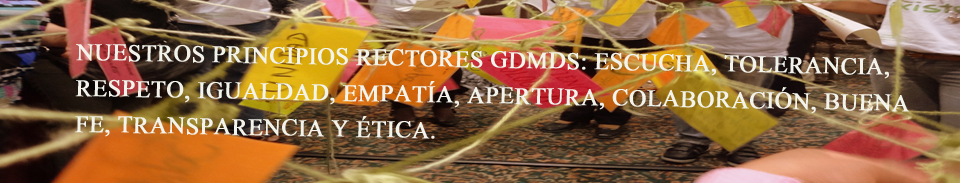 NUESTROS PRINCIPIOS RECTORES GDMDS: ESCUCHA, TOLERANCIA,
RESPETO, IGUALDAD, EMPATÍA, APERTURA, COLABORACIÓN, BUENA
FE, TRANSPARENCIA Y ÉTICA.